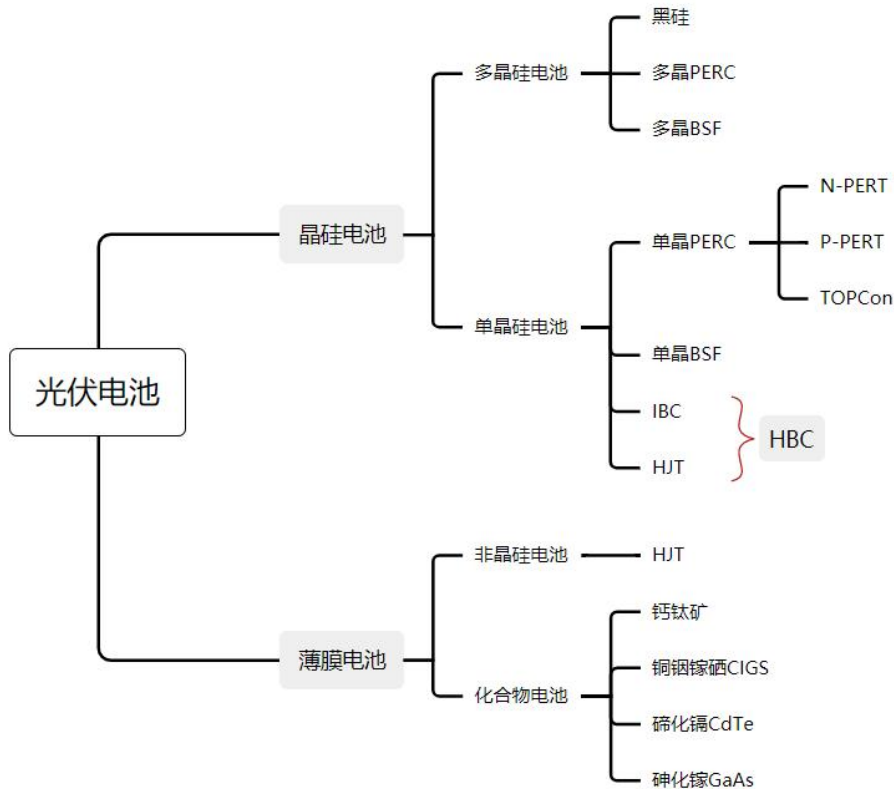 光伏电池
晶硅电池
多晶硅电池
黑硅
多晶PERC
多晶BSF
单晶硅电池
单晶PERC
N-PERT
P-PERT
TOPCon
单晶BSF
IBC
HJT
HBC
薄膜电池
非晶硅电池
HJT
化合物电池
钙钛矿
铜铟镓硒CIGS
碲化镉CdTe
砷化镓GaAs